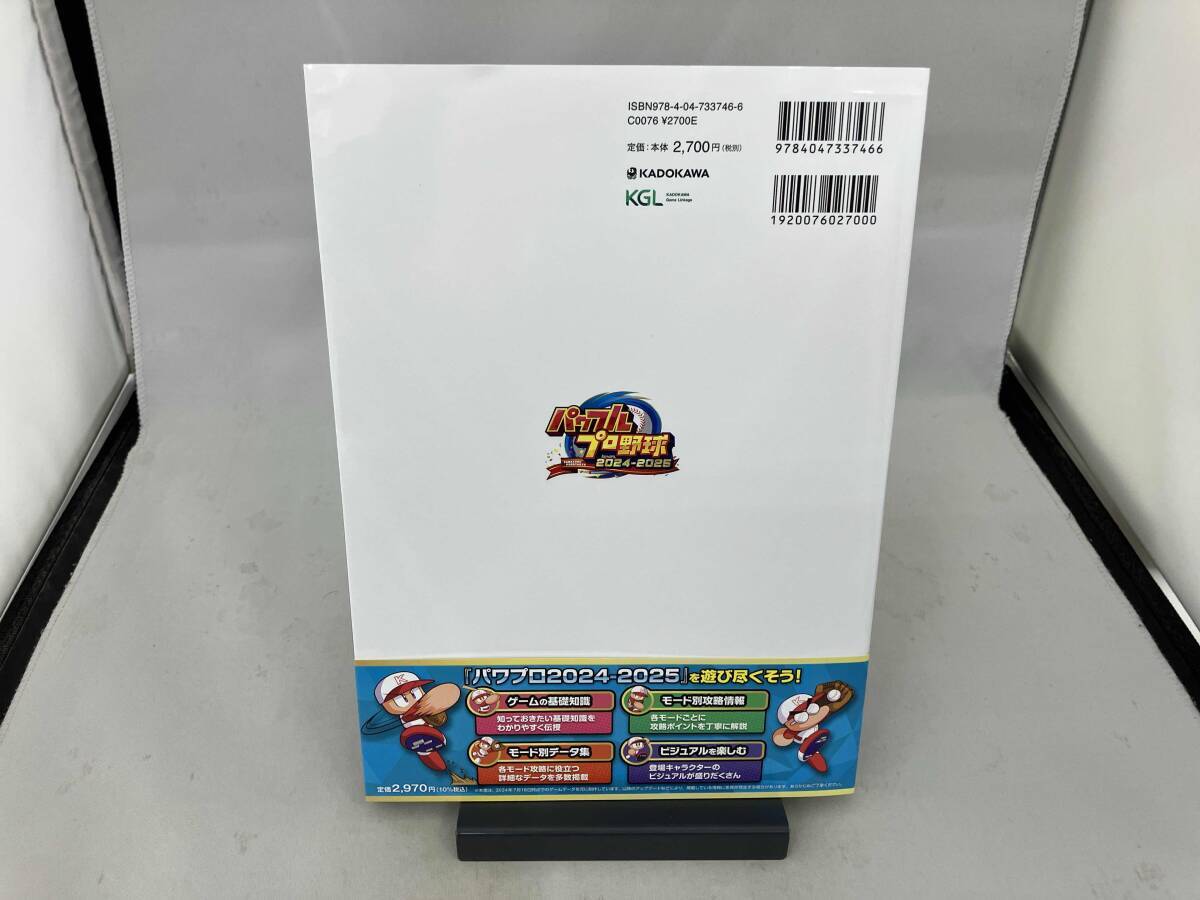 ISBN978-4-04-733746-6
C0076 ¥2700E
定価:本体 2,700円(税別)
KADOKAWA
KGL KADOKAWA Game Linkage
9784047337466
1920076027000
パワフル
プロ野球
2024-2025
『パワプロ2024-2025』を遊び尽くそう!
ゲームの基礎知識
知っておきたい基礎知識を
わかりやすく伝授
モード別攻略情報
各モードごとに
攻略ポイントを丁寧に解説
モード別データ集
各モード攻略に役立つ
詳細なデータを多数掲載
ビジュアルを楽しむ
登場キャラクターの
ビジュアルが盛りだくさん
定価2,970円(10%税込)